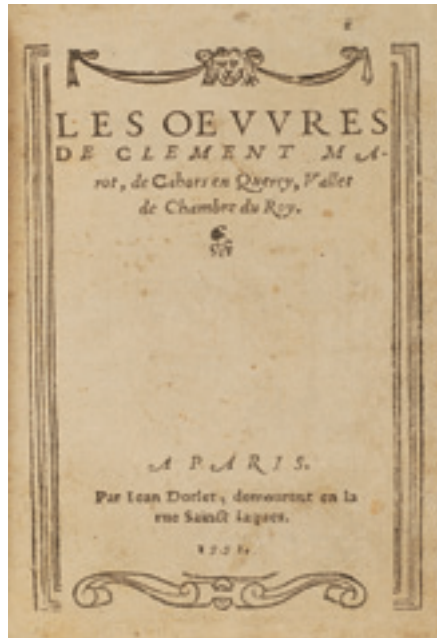 LES OEVVRES
DE CLEMENT MA-
rot, de Cahors en Quercy, Vallet
de Chambre du Roy.
A PARIS.
Par Iean Dorlet, demourant en la
rue Sainct Iaques.